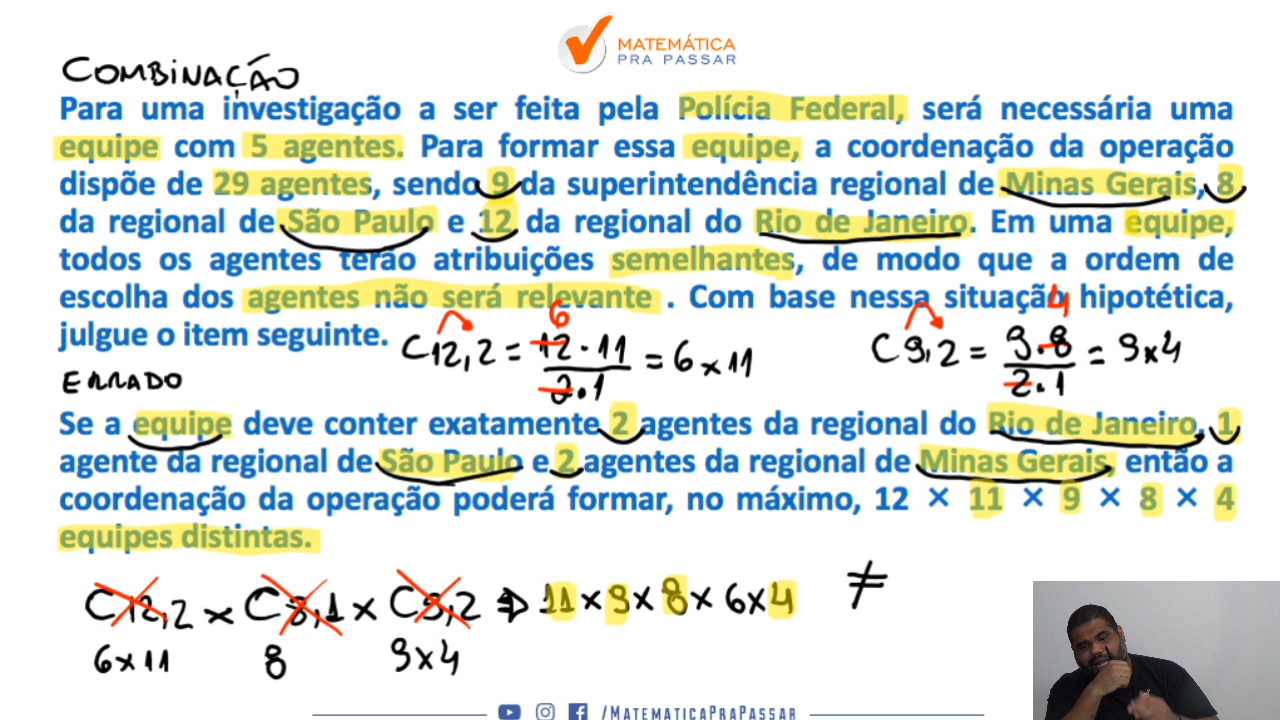 MATEMÁTICA
PRA PASSAR
COMBINAÇÃO
Para uma investigação a ser feita pela Polícia Federal, será necessária uma
equipe com 5 agentes. Para formar essa equipe, a coordenação da operação
dispõe de 29 agentes, sendo 9 da superintendência regional de Minas Gerais, 8
da regional de São Paulo e 12 da regional do Rio de Janeiro. Em uma equipe,
todos os agentes terão atribuições semelhantes, de modo que a ordem de
escolha dos agentes não será relevante . Com base nessa situação hipotética,
julgue o item seguinte.
6
C12,2 = 12 . 11 / 2 . 1 = 6 x 11
4
C9,2 = 9 . 8 / 2 . 1 = 9 x 4
ERRADO
Se a equipe deve conter exatamente 2 agentes da regional do Rio de Janeiro, 1
agente da regional de São Paulo e 2 agentes da regional de Minas Gerais, então a
coordenação da operação poderá formar, no máximo, 12 × 11 × 9 × 8 × 4
equipes distintas.
C12,2 x C8,1 x C9,2 ⇒ 11 x 9 x 8 x 6 x 4 ≠
6 x 11 8 9 x 4
/MATEMATICAPRAPASSAR